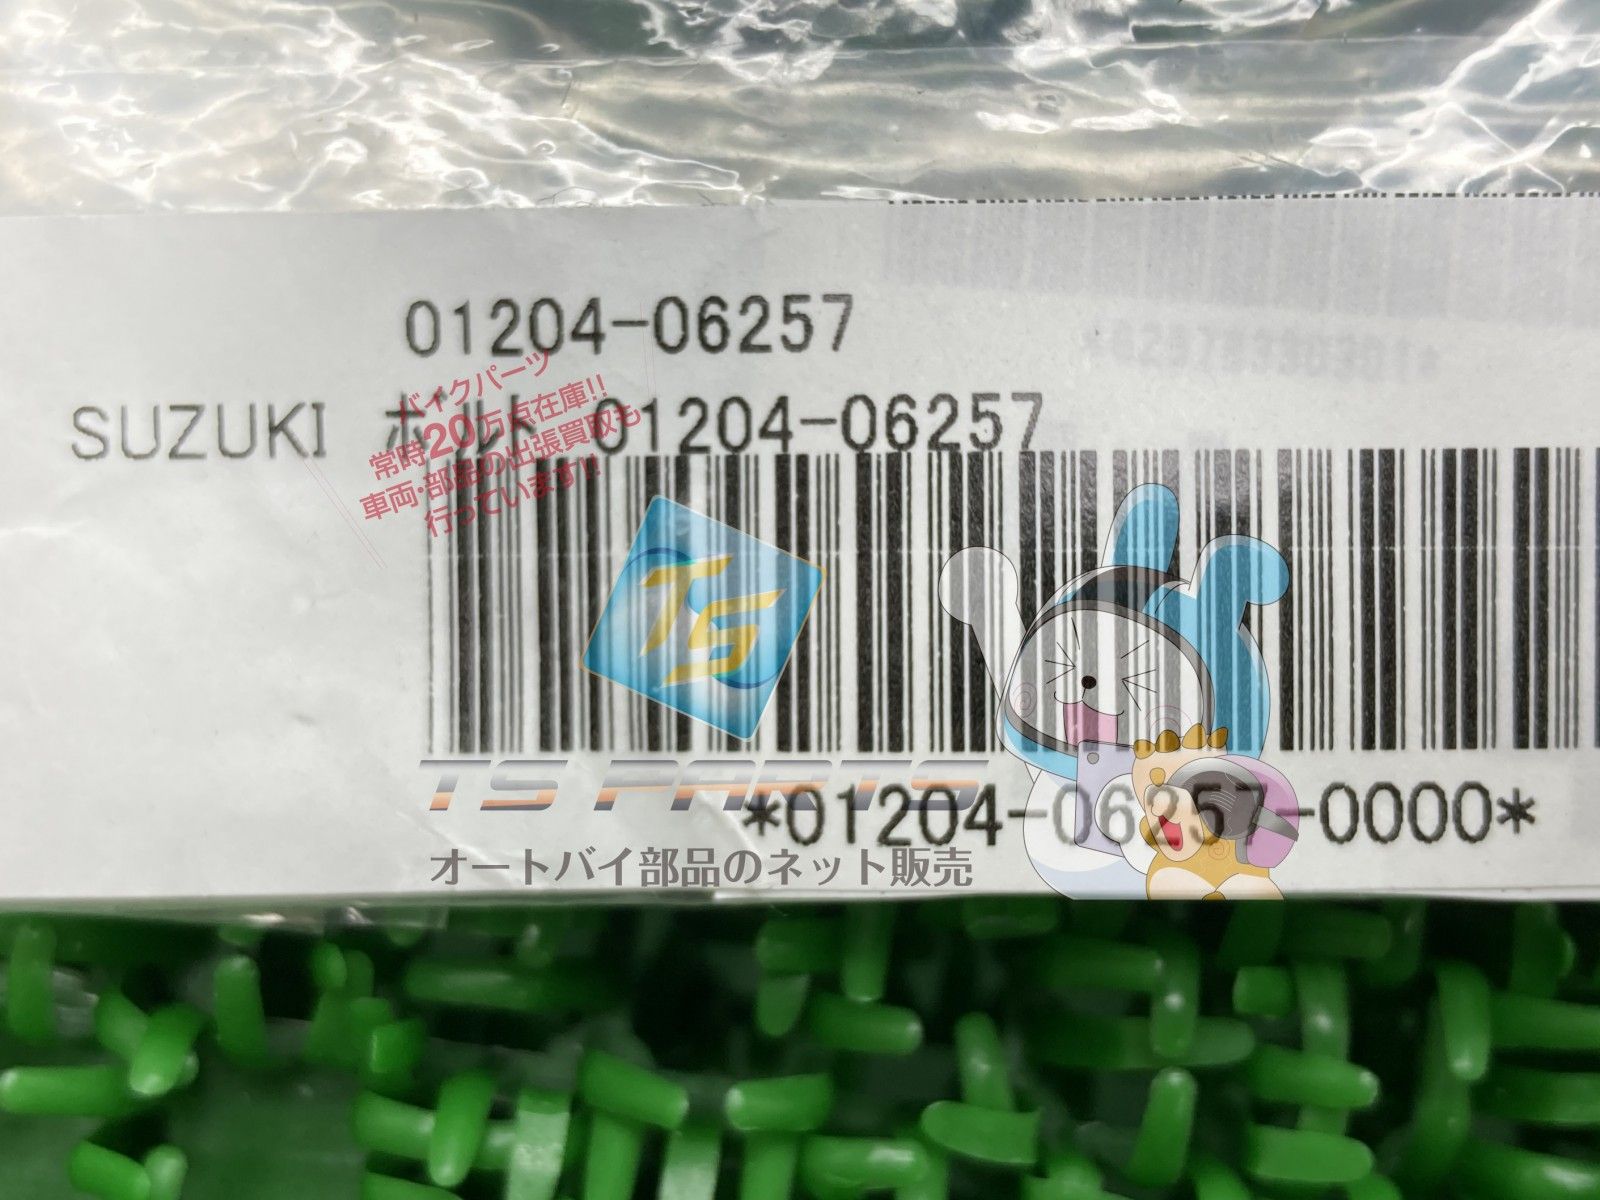 01204-06257
SUZUKI ボルト 01204-06257
バイクパーツ
常時20万点在庫!!
車両・部品の出張買取も
行っています!!
TS
TS PARTS
*01204-06257-0000*
オートバイ部品のネット販売